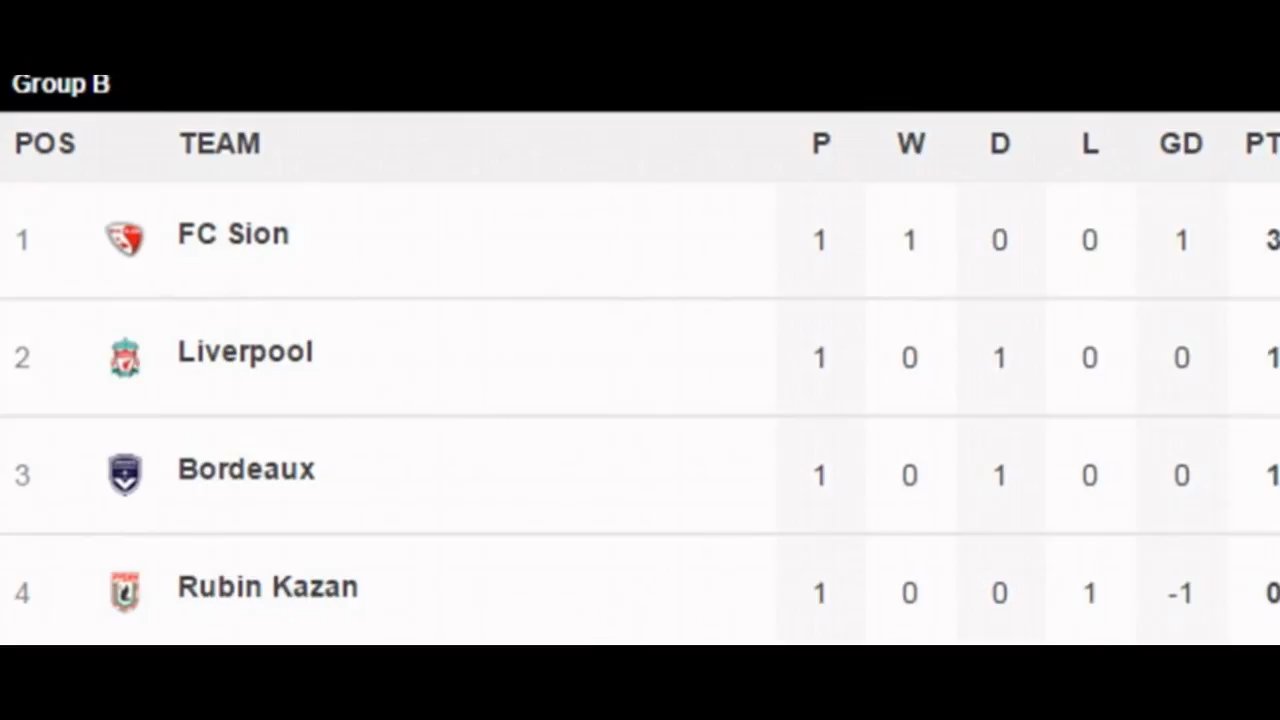 Group B
POS TEAM P W D L GD PT
1 FC Sion 1 1 0 0 1 3
2 Liverpool 1 0 1 0 0 1
3 Bordeaux 1 0 1 0 0 1
4 Rubin Kazan 1 0 0 1 -1 0